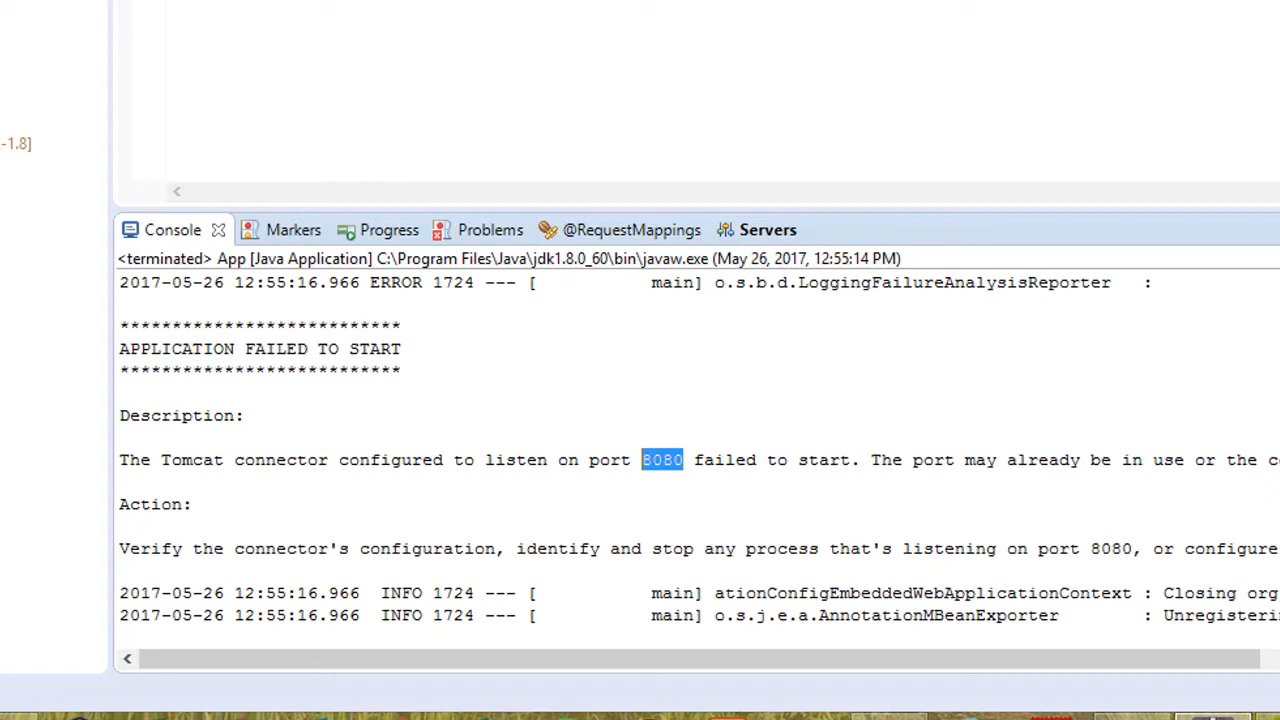 -1.8]
Console Markers Progress Problems @RequestMappings Servers
<terminated> App [Java Application] C:\Program Files\Java\jdk1.8.0_60\bin\javaw.exe (May 26, 2017, 12:55:14 PM)
2017-05-26 12:55:16.966 ERROR 1724 --- [           main] o.s.b.d.LoggingFailureAnalysisReporter   :
***************************
APPLICATION FAILED TO START
***************************
Description:
The Tomcat connector configured to listen on port 8080 failed to start. The port may already be in use or the c
Action:
Verify the connector's configuration, identify and stop any process that's listening on port 8080, or configure
2017-05-26 12:55:16.966  INFO 1724 --- [           main] ationConfigEmbeddedWebApplicationContext : Closing org
2017-05-26 12:55:16.966  INFO 1724 --- [           main] o.s.j.e.a.AnnotationMBeanExporter        : Unregisteri